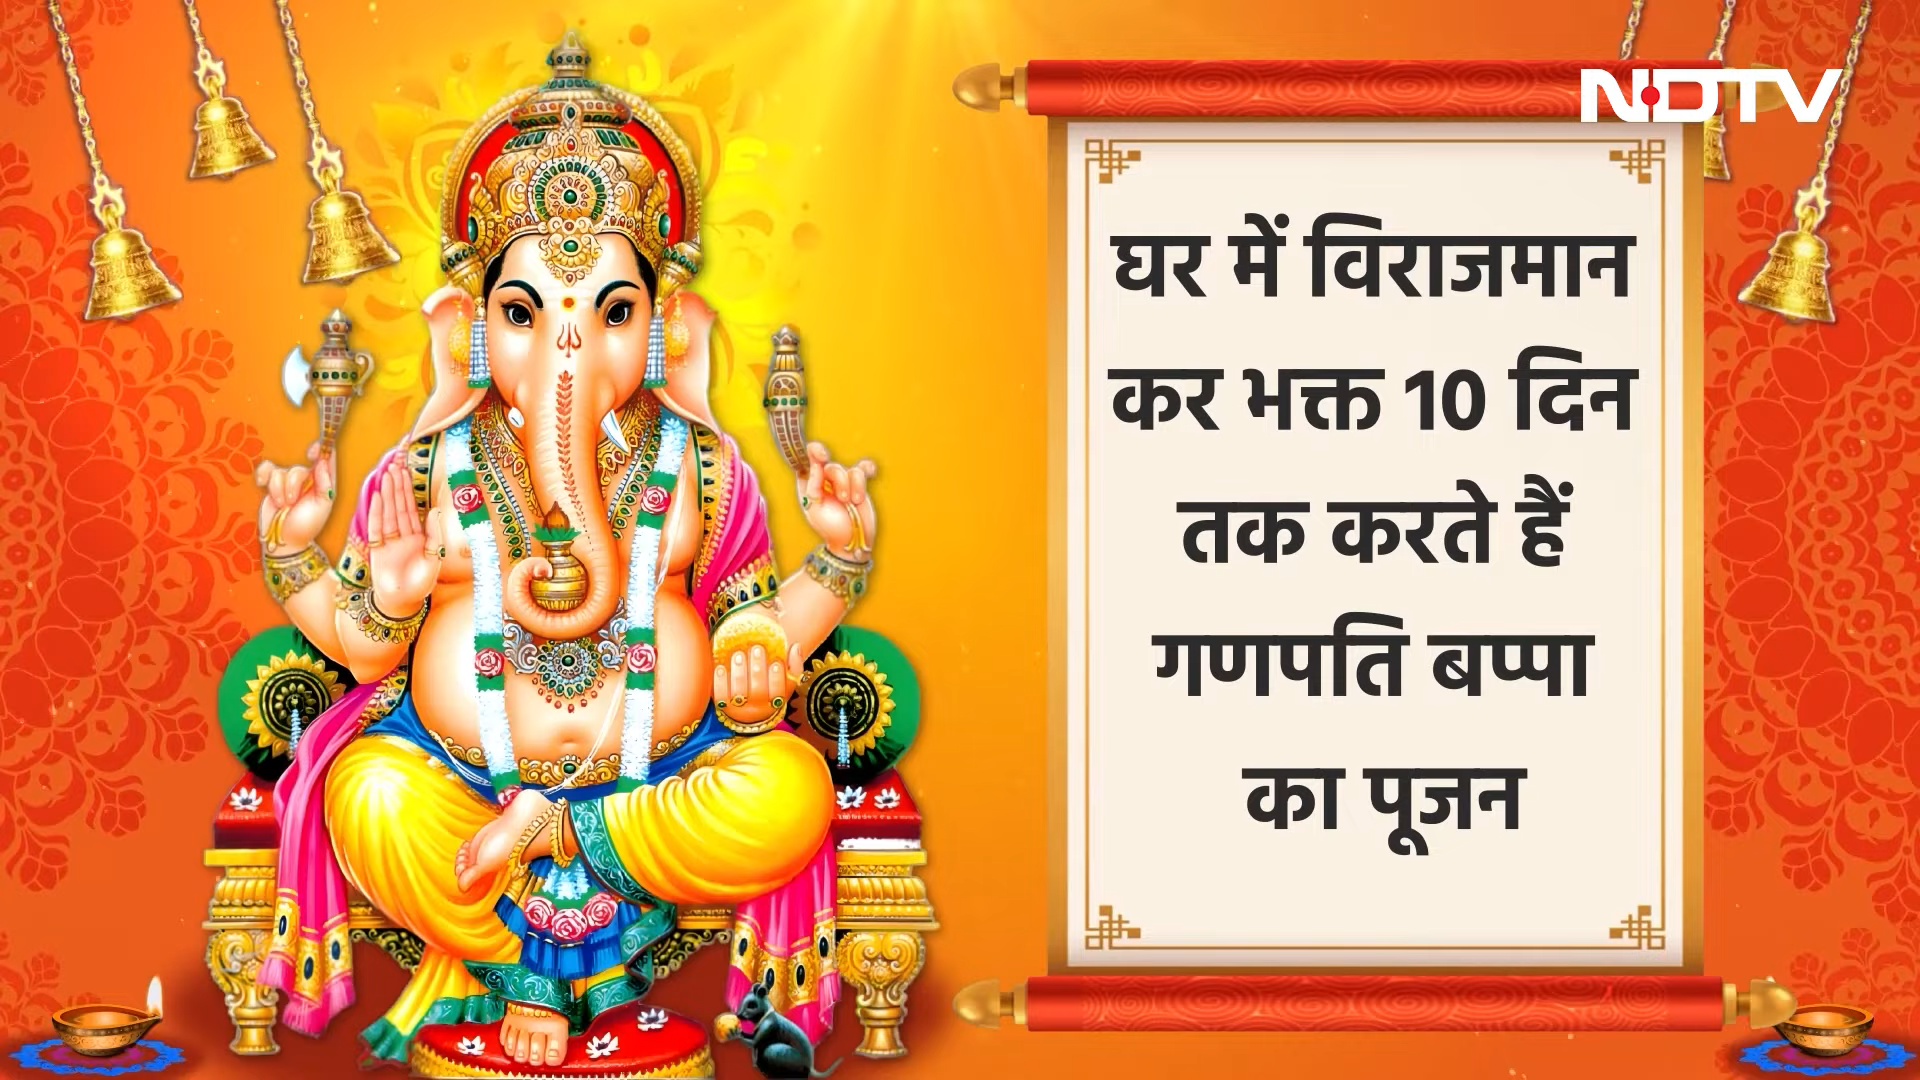 NDTV
घर में विराजमान
कर भक्त 10 दिन
तक करते हैं
गणपति बप्पा
का पूजन